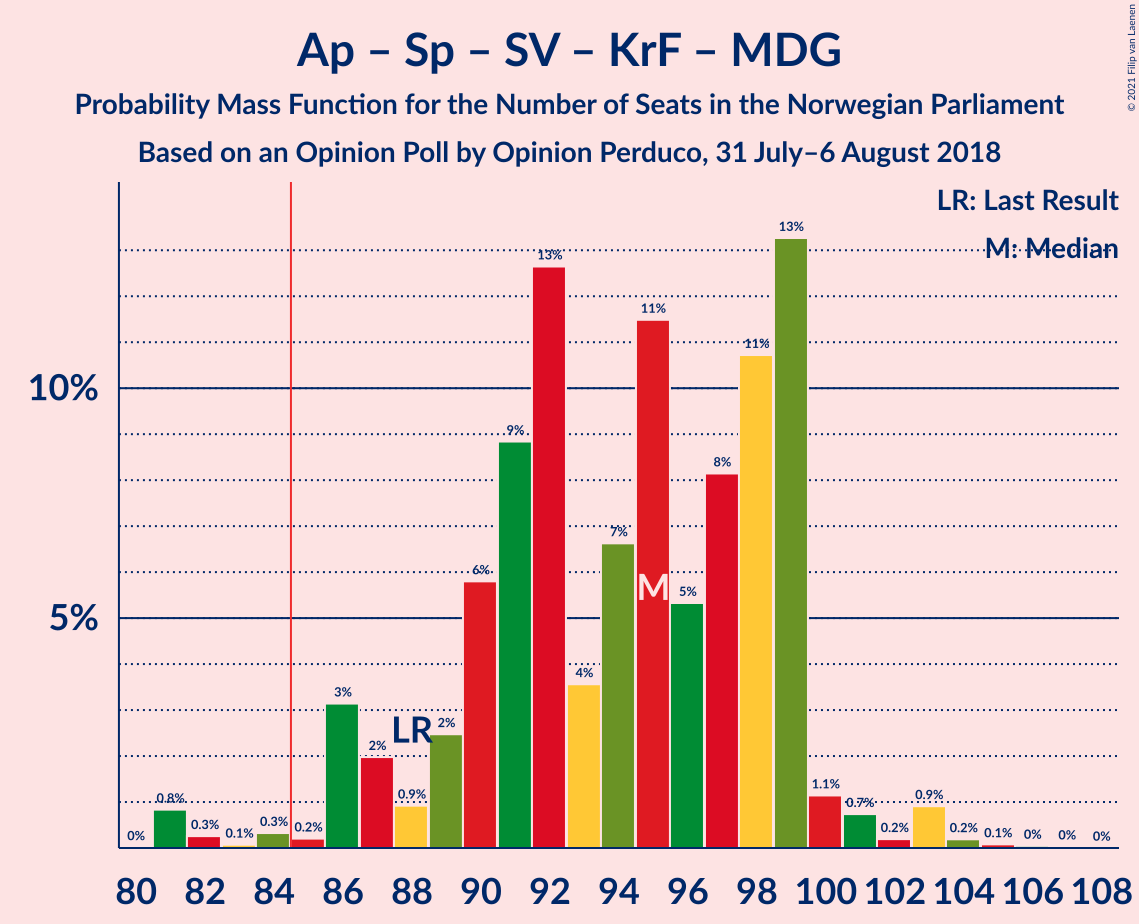 Ap – Sp – SV – KrF – MDG
Probability Mass Function for the Number of Seats in the Norwegian Parliament
Based on an Opinion Poll by Opinion Perduco, 31 July–6 August 2018
© 2021 Filip van Laenen
LR: Last Result
M: Median
10%
5%
0% 0.8% 0.3% 0.1% 0.3% 0.2% 3% 2% 0.9% 2% 6% 9% 13% 4% 7% 11% 5% 8% 11% 13% 1.1% 0.7% 0.2% 0.9% 0.2% 0.1% 0% 0% 0%
LR
M
80 82 84 86 88 90 92 94 96 98 100 102 104 106 108